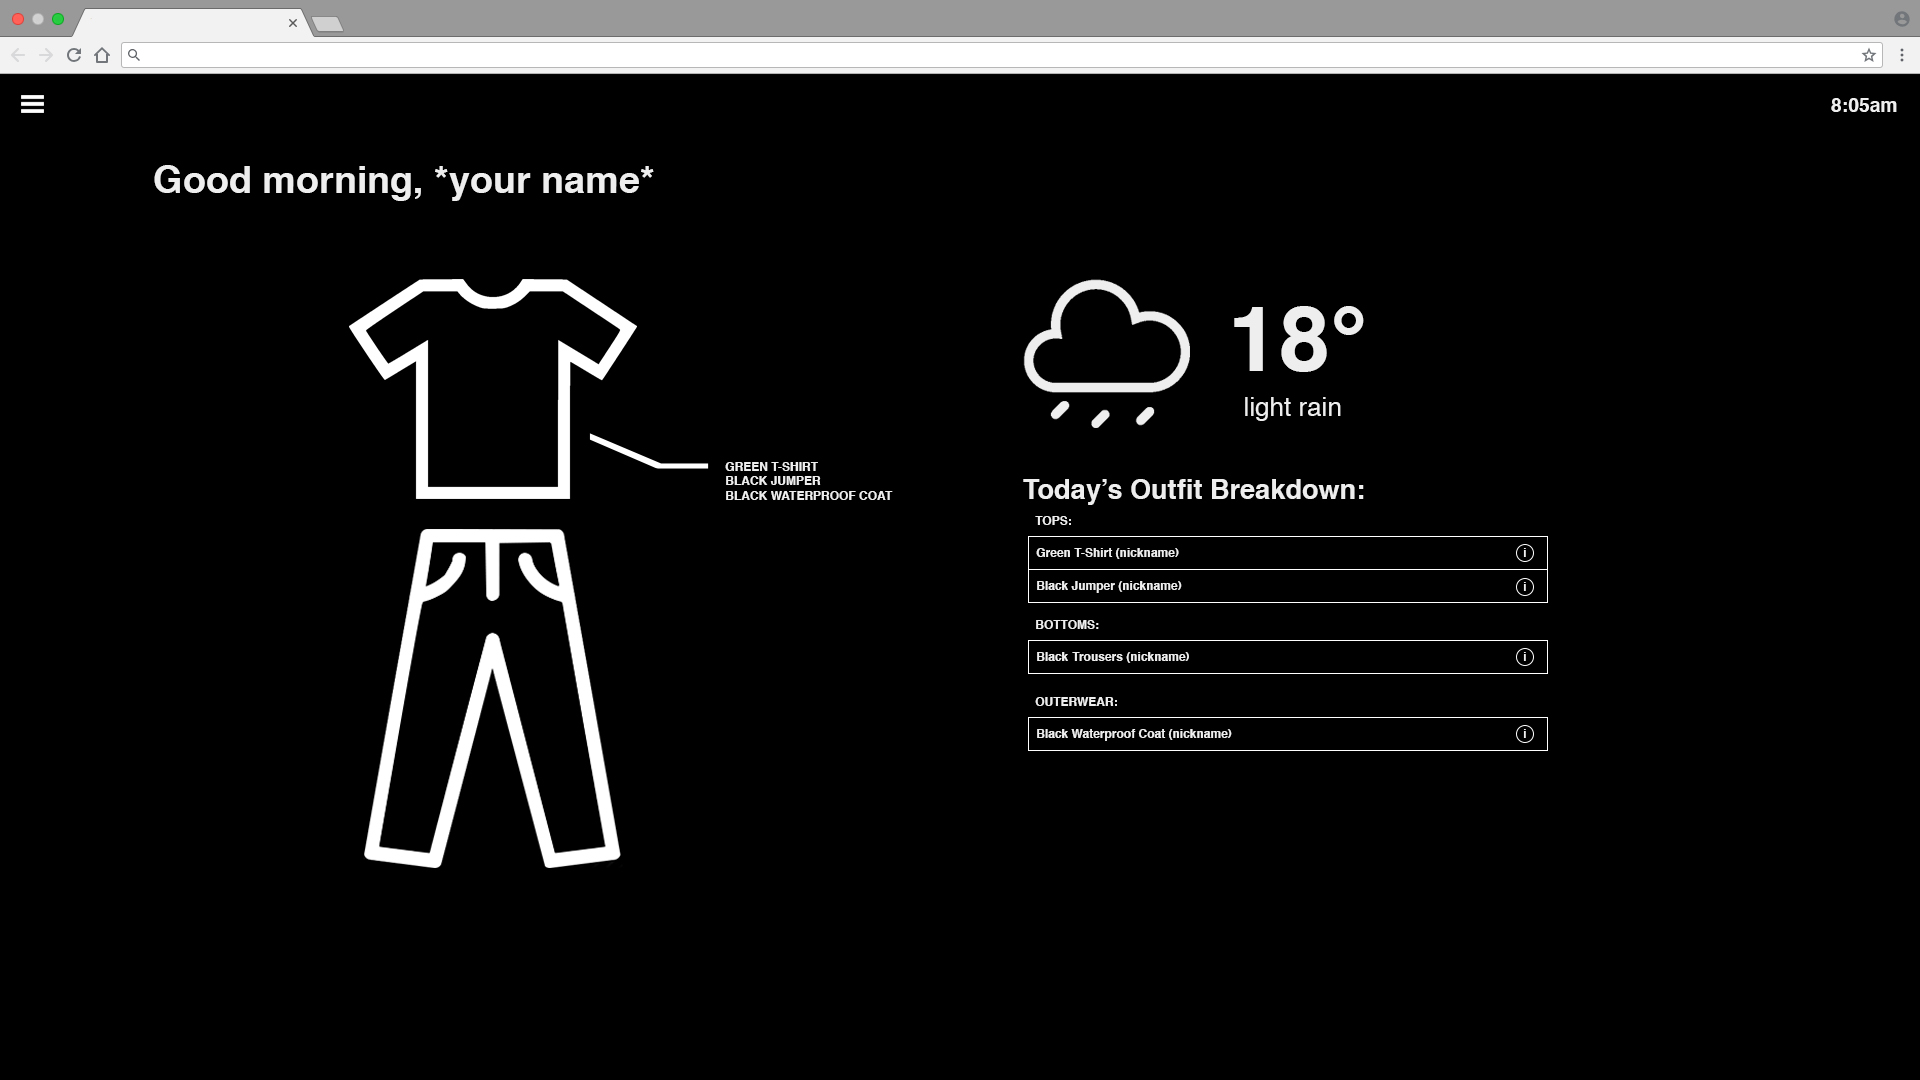 8:05am
Good morning, *your name*
18°
light rain
GREEN T-SHIRT
BLACK JUMPER
BLACK WATERPROOF COAT
Today’s Outfit Breakdown:
TOPS:
Green T-Shirt (nickname)
Black Jumper (nickname)
BOTTOMS:
Black Trousers (nickname)
OUTERWEAR:
Black Waterproof Coat (nickname)